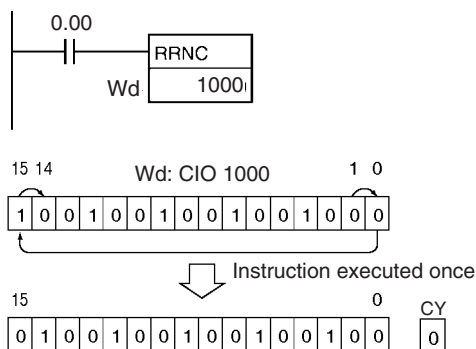 0.00
RRNC
Wd 1000
15 14 Wd: CIO 1000 1 0
1 0 0 1 0 0 1 0 0 1 0 0 1 0 0 0
Instruction executed once
15 0 CY
0 1 0 0 1 0 0 1 0 0 1 0 0 1 0 0 0